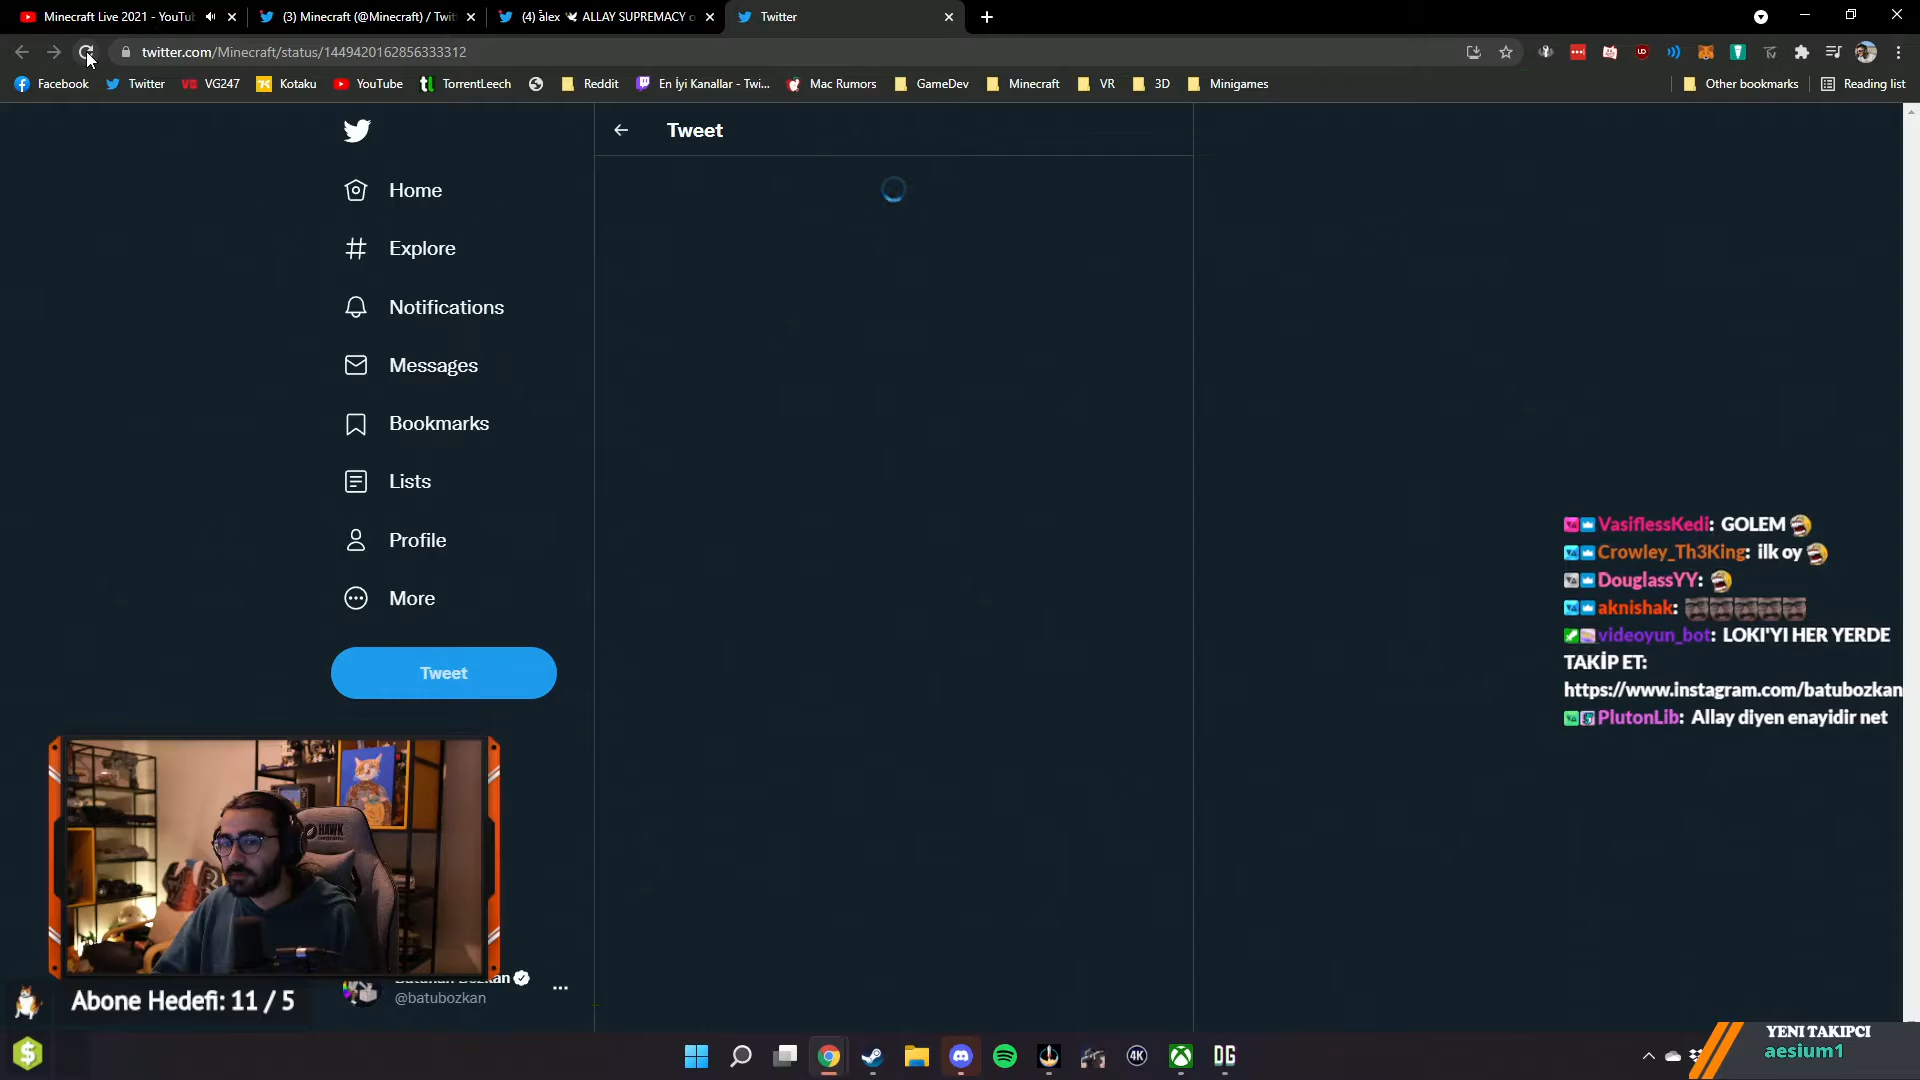 Minecraft Live 2021 - YouTu
(3) Minecraft (@Minecraft) / Twit
ALLAY SUPREMACY
Twitter
twitter.com/Minecraft/status/1449420162856333312
Facebook
Twitter
VG247
Kotaku
YouTube
TorrentLeech
Reddit
En İyi Kanallar - Twi...
Mac Rumors
GameDev
Minecraft
VR
3D
Minigames
Other bookmarks
Reading list
Tweet
Home
Explore
Notifications
Messages
Bookmarks
Lists
Profile
More
Tweet
@batubozkan
VasiflessKedi: GOLEM
Crowley_Th3King: ilk oy
DouglassYY:
aknishak:
videoyun_bot: LOKI'YI HER YERDE
TAKİP ET:
https://www.instagram.com/batubozkan
PlutonLib: Allay diyen enayidir net
HAWK
Abone Hedefi: 11 / 5
4K
DG
YENI TAKIPCI
aesium1